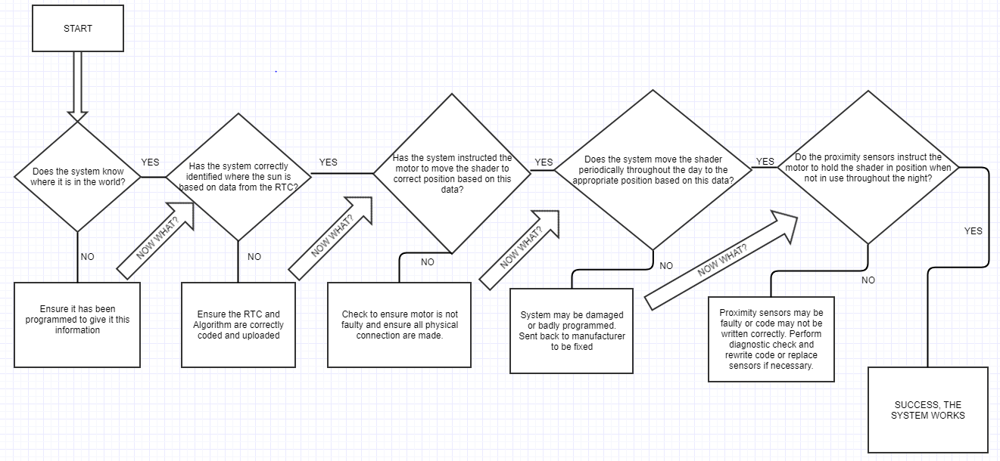 START
Does the system know
where it is in the world?
YES
Has the system correctly
identified where the sun is
based on data from the RTC?
YES
Has the system instructed the
motor to move the shader to
correct position based on this
data?
YES
Does the system move the shader
periodically throughout the day to the
appropriate position based on this data?
YES
Do the proximity sensors instruct the
motor to hold the shader in position when
not in use throughout the night?
YES
NO
NOW WHAT?
NO
NOW WHAT?
NO
NOW WHAT?
NO
NOW WHAT?
NO
Ensure it has been
programmed to give it this
information
Ensure the RTC and
Algorithm are correctly
coded and uploaded
Check to ensure motor is not
faulty and ensure all physical
connection are made.
System may be damaged
or badly programmed.
Sent back to manufacturer
to be fixed
Proximity sensors may be
faulty or code may not be
written correctly. Perform
diagnostic check and
rewrite code or replace
sensors if necessary.
SUCCESS, THE
SYSTEM WORKS